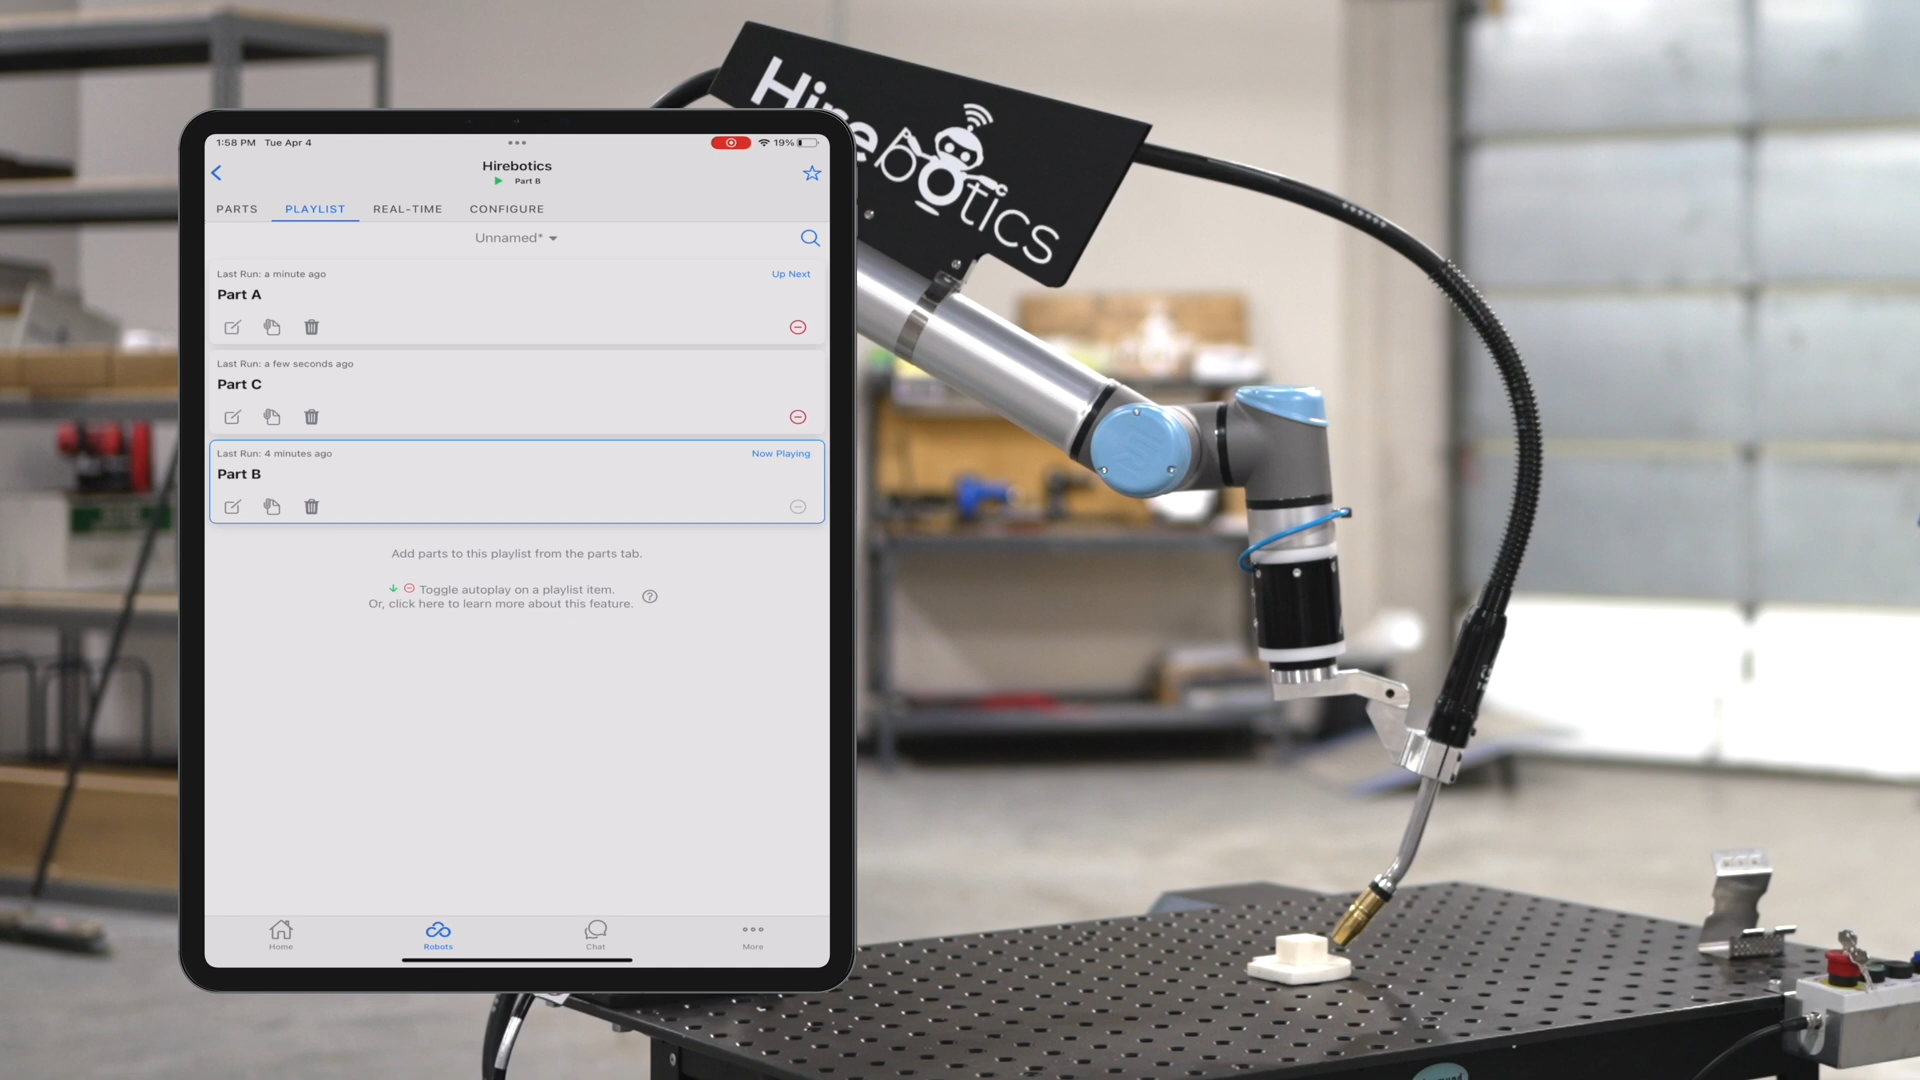 Hirebotics
1:58 PM Tue Apr 4
19%
Hirebotics
Part B
PARTS PLAYLIST REAL-TIME CONFIGURE
Unnamed*
Last Run: a minute ago Up Next
Part A
Last Run: a few seconds ago
Part C
Last Run: 4 minutes ago Now Playing
Part B
Add parts to this playlist from the parts tab.
Toggle autoplay on a playlist item.
Or, click here to learn more about this feature.
Home Robots Chat More